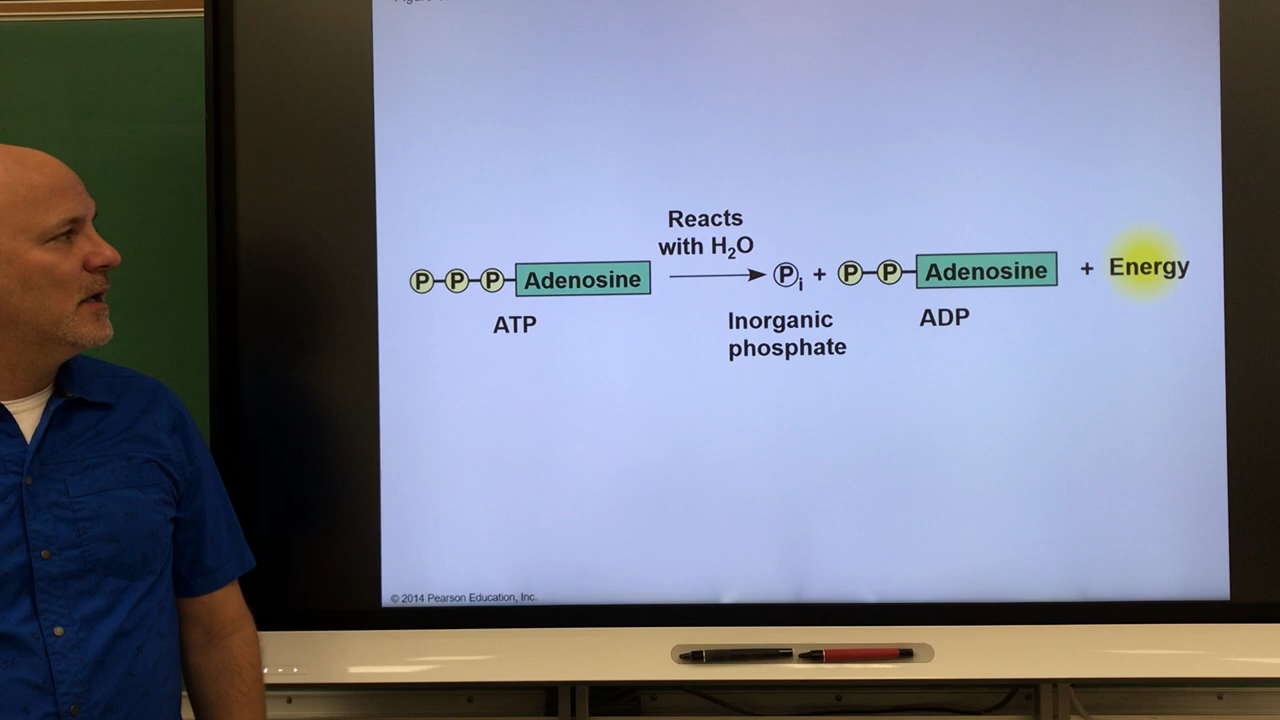 Reacts
with H₂O
P P P Adenosine
Pᵢ + P P Adenosine + Energy
ATP
Inorganic
phosphate
ADP
© 2014 Pearson Education, Inc.